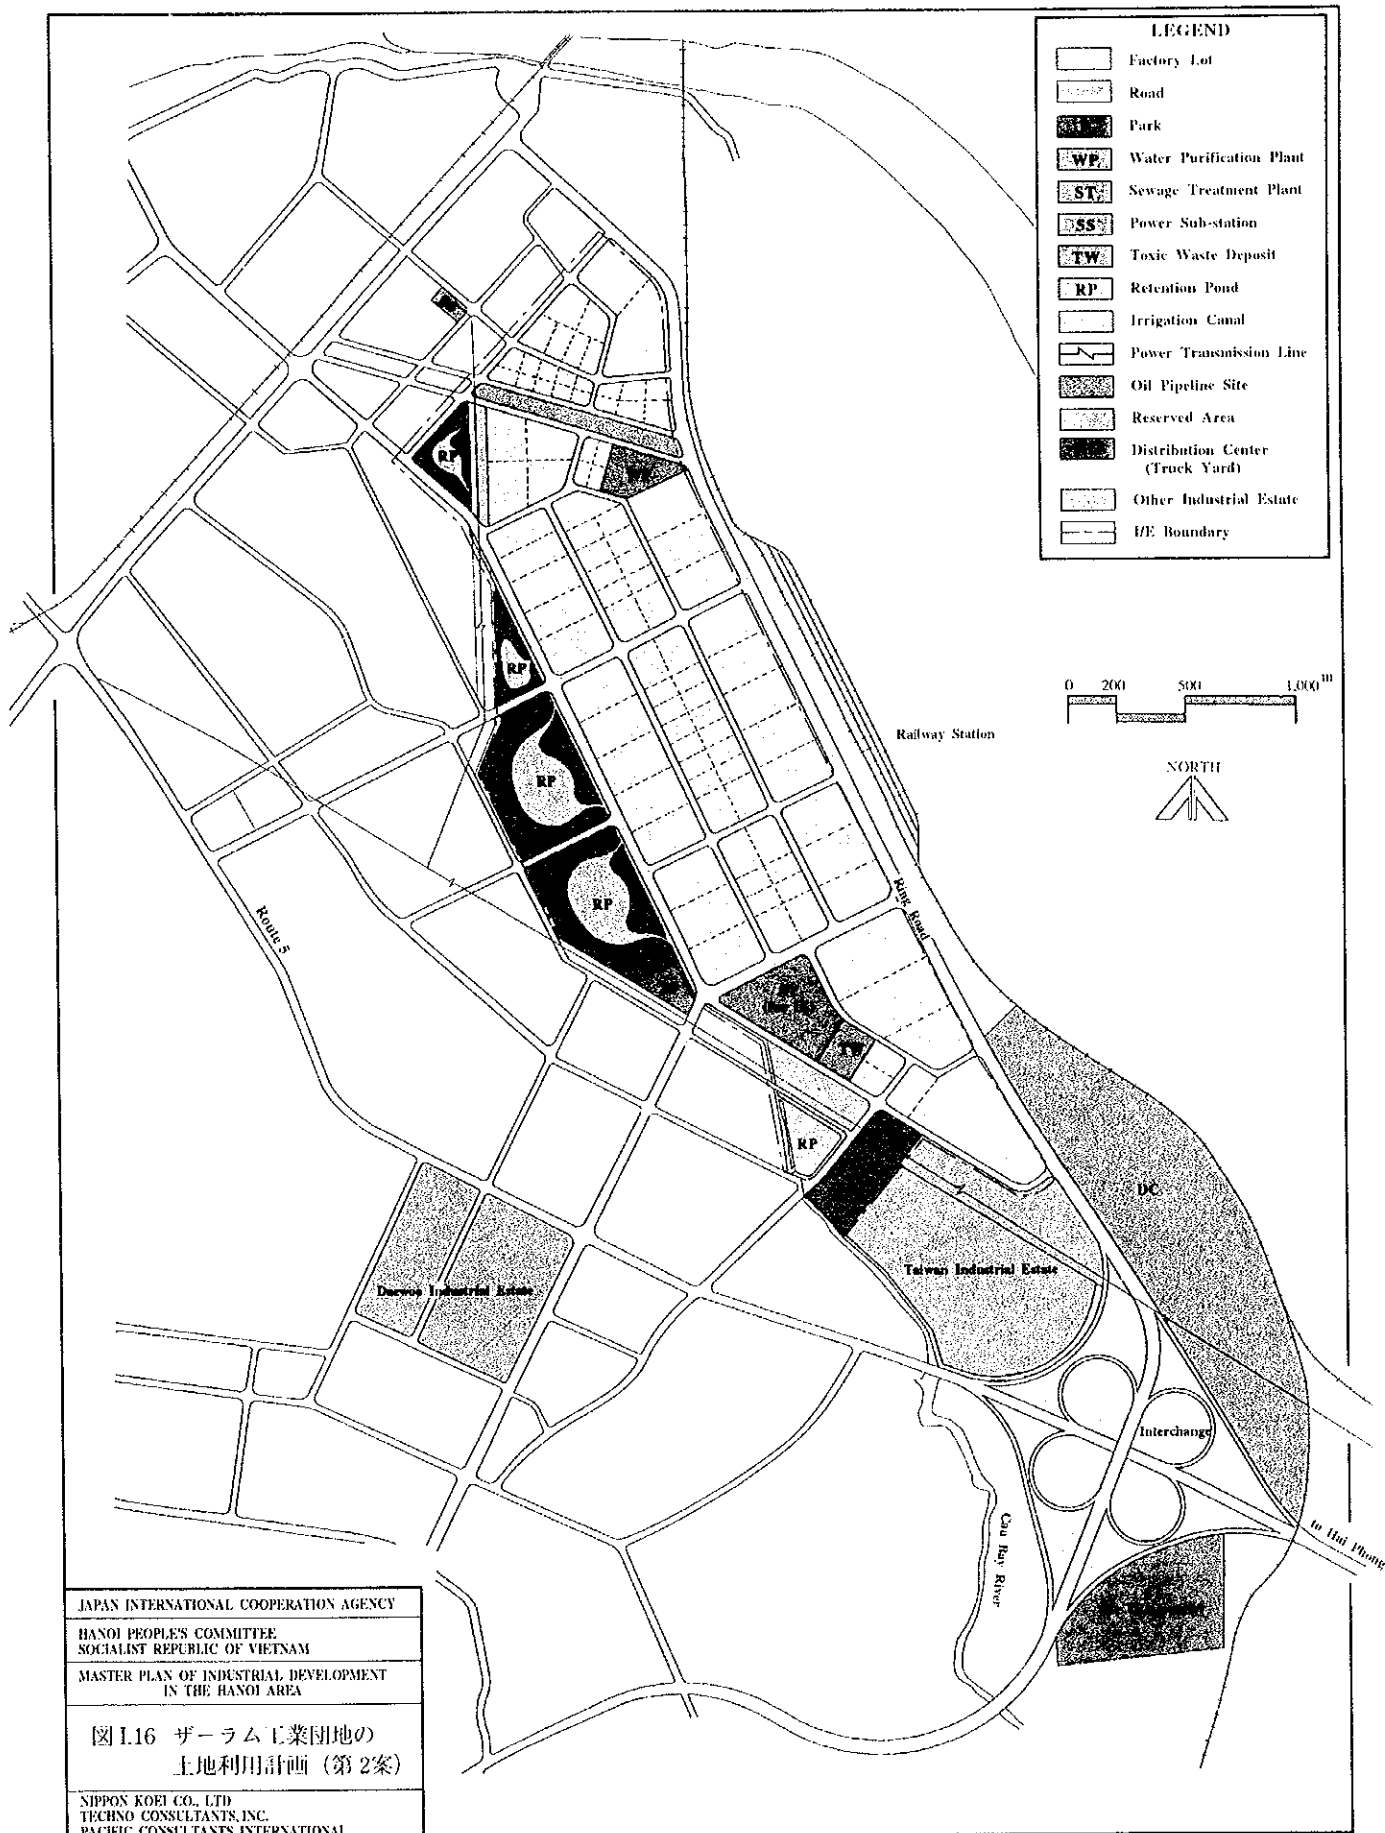 LEGEND
Factory Lot
Road
Park
WP Water Purification Plant
ST Sewage Treatment Plant
SS Power Sub-station
TW Toxic Waste Deposit
RP Retention Pond
Irrigation Canal
Power Transmission Line
Oil Pipeline Site
Reserved Area
Distribution Center
(Truck Yard)
Other Industrial Estate
I/E Boundary
RP
RP
0 200 500 1,000 m
Railway Station
NORTH
RP
RP
Ring Road
Route 5
TW
RP
DC
Taiwan Industrial Estate
Daewoo Industrial Estate
Interchange
Cau Bay River
to Hai Phong
JAPAN INTERNATIONAL COOPERATION AGENCY
HANOI PEOPLE'S COMMITTEE
SOCIALIST REPUBLIC OF VIETNAM
MASTER PLAN OF INDUSTRIAL DEVELOPMENT
IN THE HANOI AREA
図 I.16 ザーラム工業団地の
土地利用計画（第2案）
NIPPON KOEI CO., LTD
TECHNO CONSULTANTS, INC.
PACIFIC CONSULTANTS INTERNATIONAL